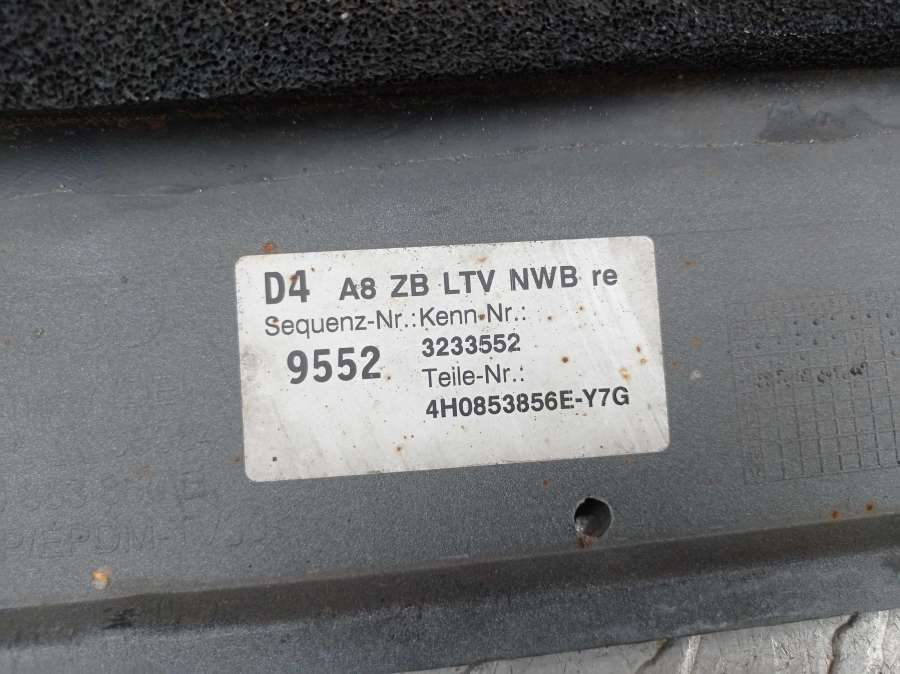 D4 A8 ZB LTV NWB re
Sequenz-Nr.: Kenn-Nr.:
9552 3233552
Teile-Nr.:
4H0853856E-Y7G